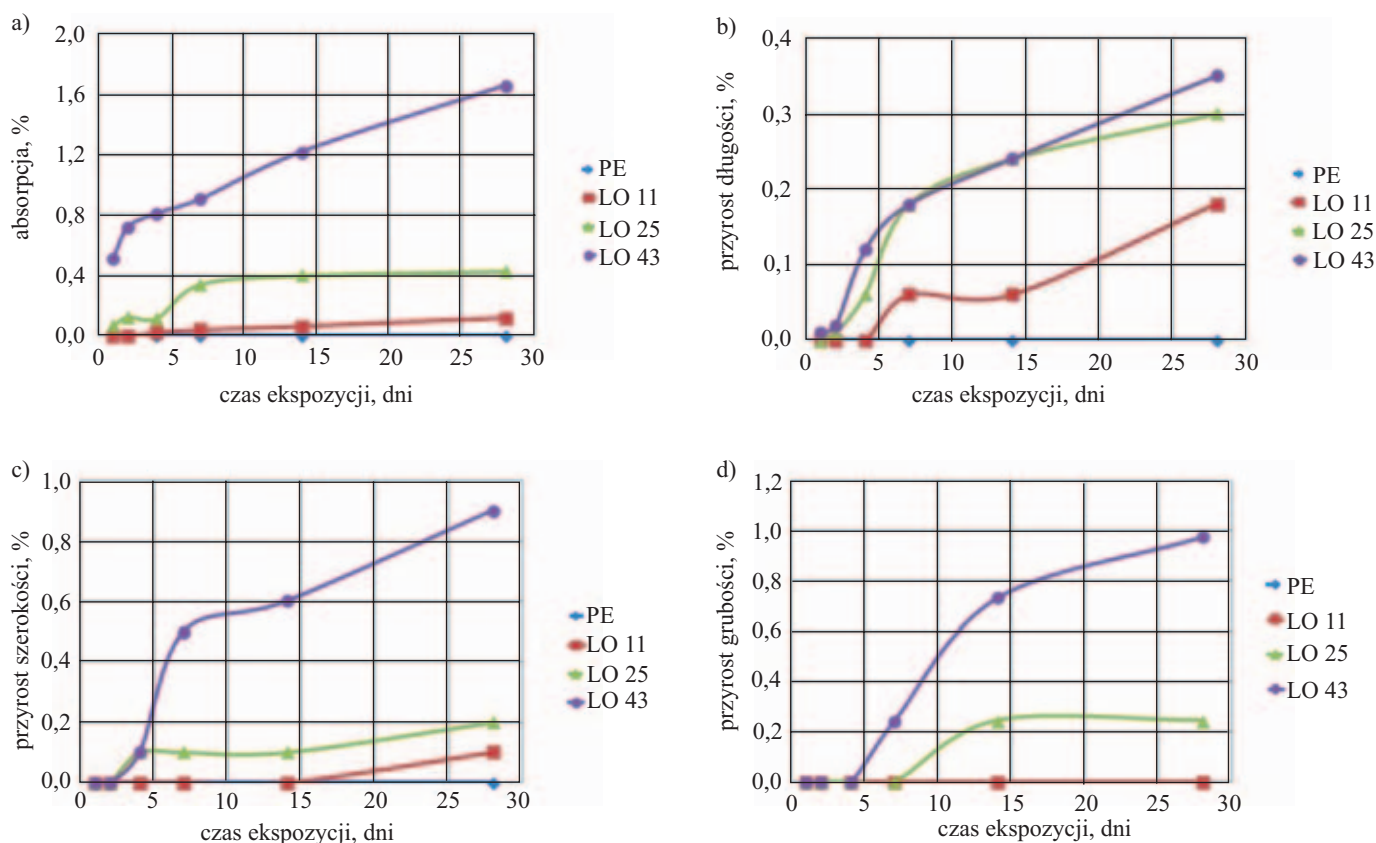 a)
absorpcja, %
2,0
1,6
1,2
0,8
0,4
0,0
0 5 10 15 20 25 30
czas ekspozycji, dni
PE
LO 11
LO 25
LO 43
b)
przyrost długości, %
0,4
0,3
0,2
0,1
0,0
0 5 10 15 20 25 30
czas ekspozycji, dni
PE
LO 11
LO 25
LO 43
c)
przyrost szerokości, %
1,0
0,8
0,6
0,4
0,2
0,0
0 5 10 15 20 25 30
czas ekspozycji, dni
PE
LO 11
LO 25
LO 43
d)
przyrost grubości, %
1,2
1,0
0,8
0,6
0,4
0,2
0,0
0 5 10 15 20 25 30
czas ekspozycji, dni
PE
LO 11
LO 25
LO 43